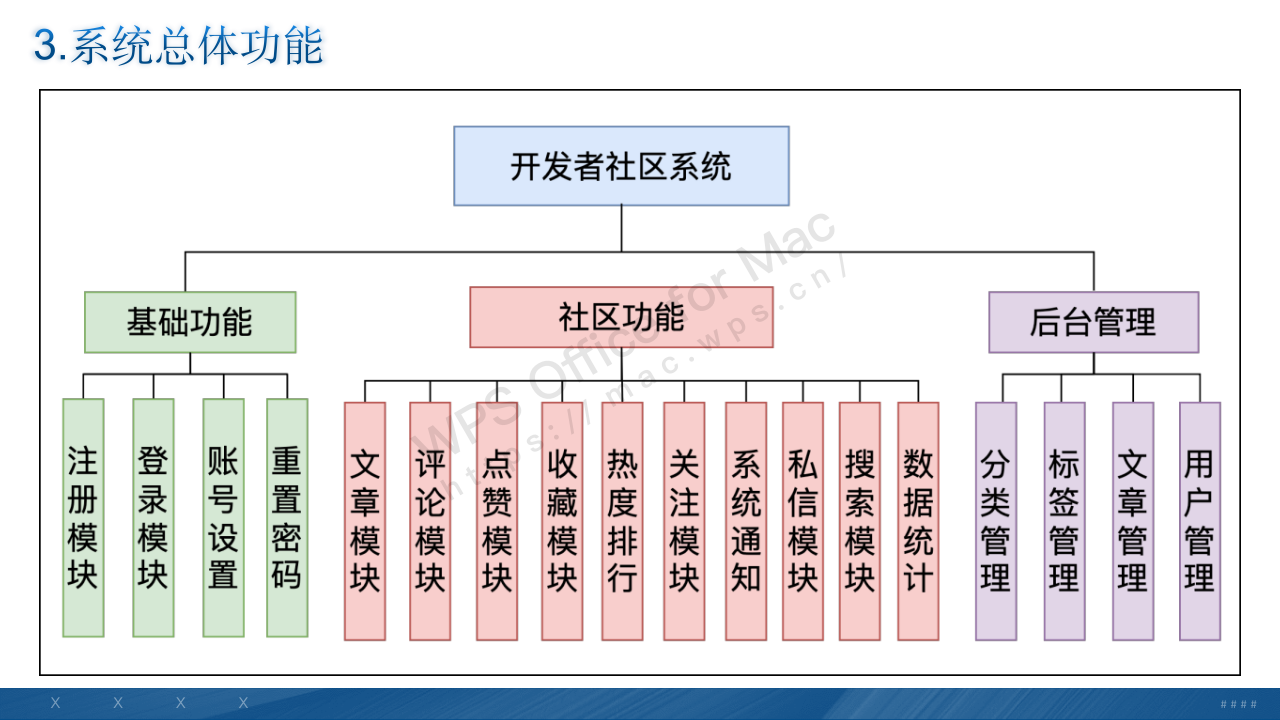 3.系统总体功能
开发者社区系统
基础功能
社区功能
后台管理
注册模块
登录模块
账号设置
重置密码
文章模块
评论模块
点赞模块
收藏模块
热度排行
关注模块
系统通知
私信模块
搜索模块
数据统计
分类管理
标签管理
文章管理
用户管理
WPS Office for Mac
https://mac.wps.cn/
X X X X
####